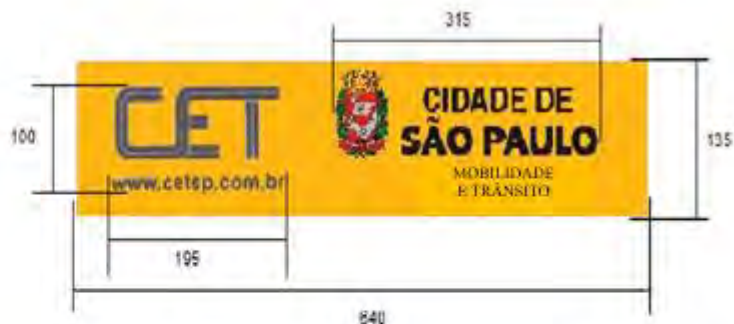 315
100
CET
www.cetsp.com.br
CIDADE DE
SÃO PAULO
MOBILIDADE
E TRÂNSITO
135
195
640